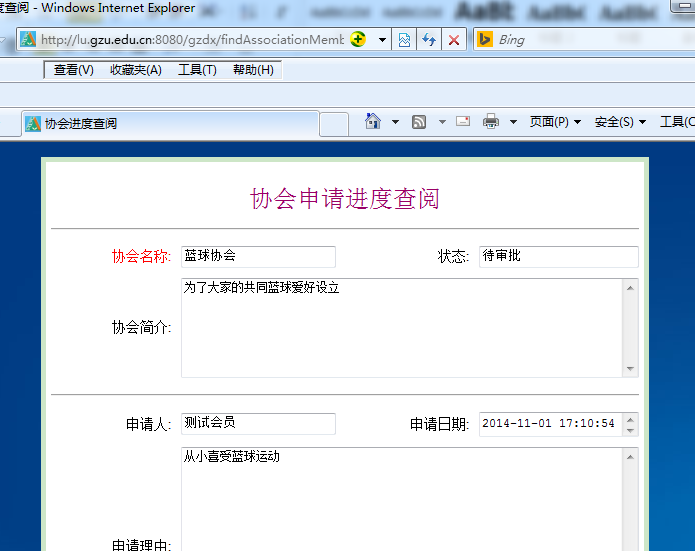 度查阅 - Windows Internet Explorer
http://lu.gzu.edu.cn:8080/gzdx/findAssociationMemb
Bing
查看(V) 收藏夹(A) 工具(T) 帮助(H)
协会进度查阅
页面(P) 安全(S) 工具(O
协会申请进度查阅
协会名称: 蓝球协会 状态: 待审批
协会简介: 为了大家的共同蓝球爱好设立
申请人: 测试会员 申请日期: 2014-11-01 17:10:54
从小喜受蓝球运动
申请理由: